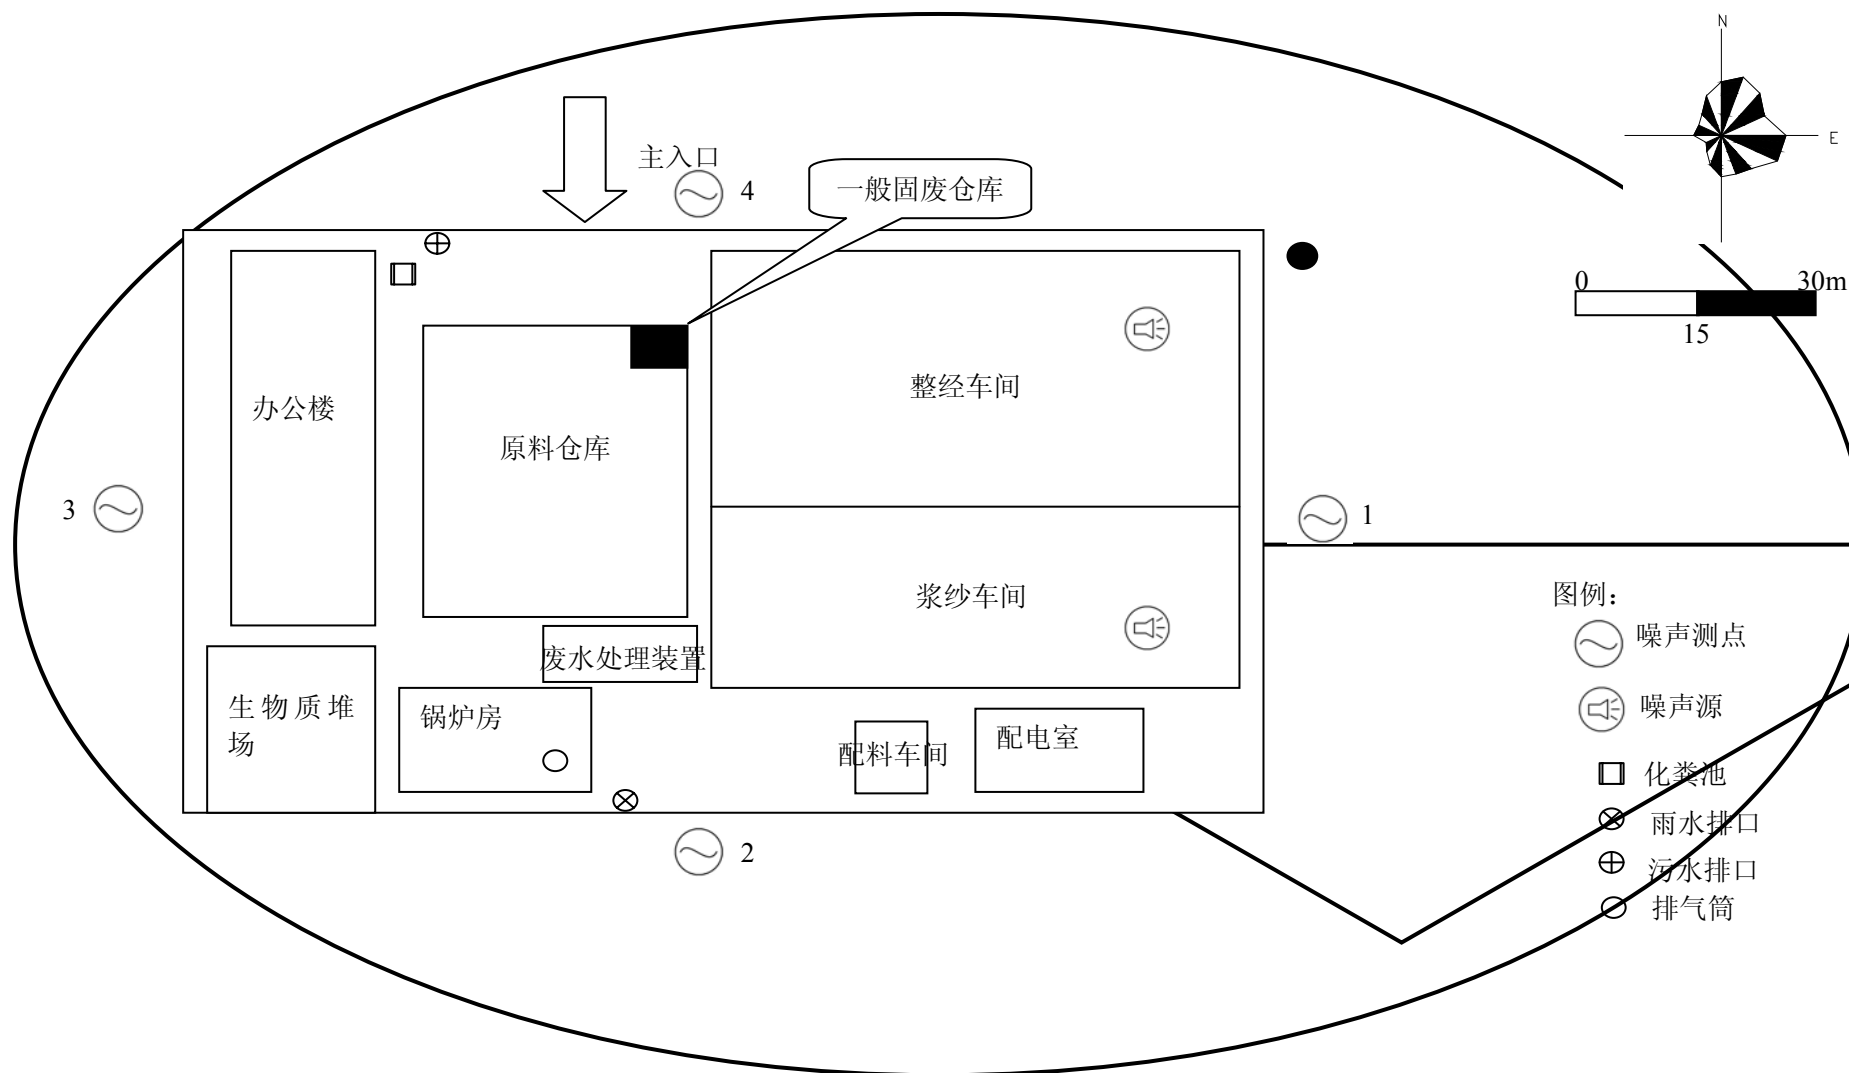 N
E
主入口
4
一般固废仓库
0
30m
15
整经车间
办公楼
原料仓库
3
1
浆纱车间
图例：
噪声测点
废水处理装置
生物质堆
场
锅炉房
配料车间
配电室
噪声源
化粪池
雨水排口
2
污水排口
排气筒